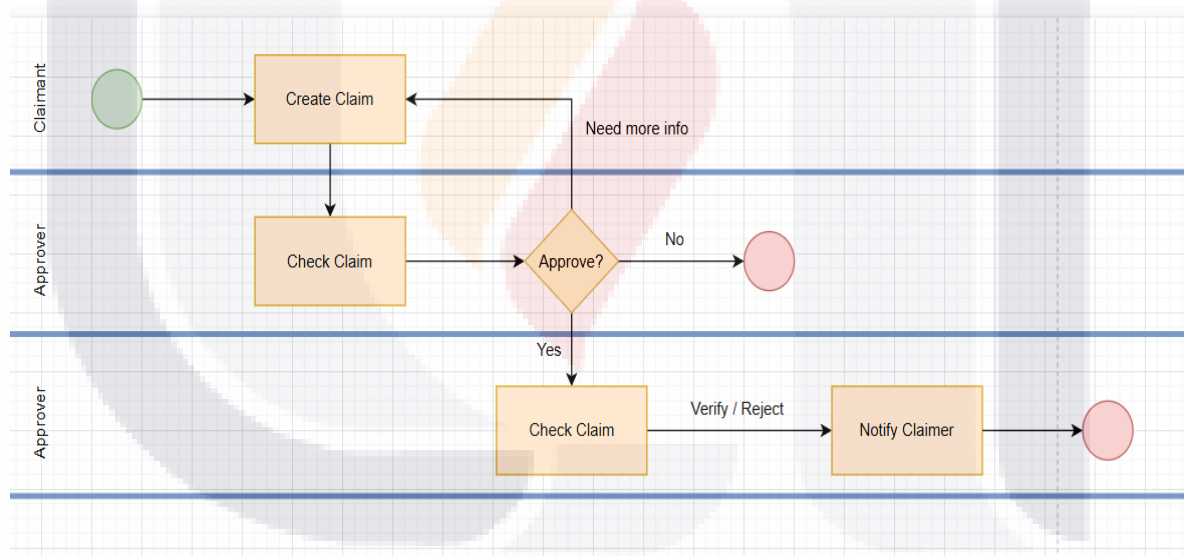 Claimant
Create Claim
Need more info
Approver
Check Claim
Approve?
No
Yes
Approver
Check Claim
Verify / Reject
Notify Claimer